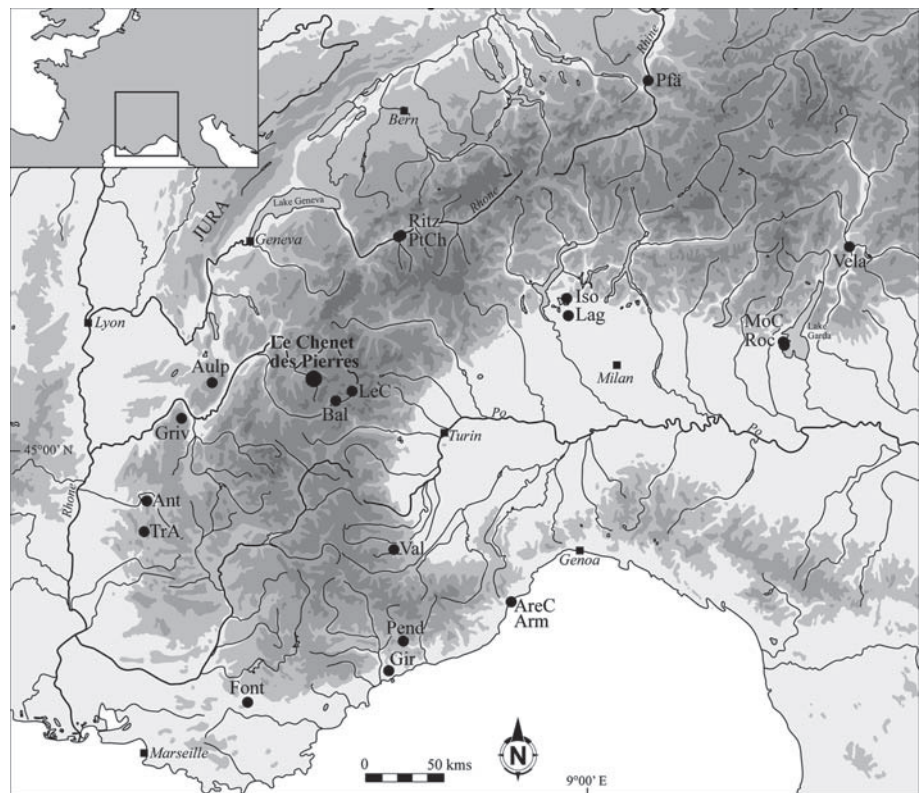 Rhine
Pfä
Bern
JURA
Lake Geneva
Rhone
Ritz
PtCh
Geneva
Vela
Iso
Lag
Lyon
MoC
Roc
Lake
Garda
Le Chenet
des Pierres
Milan
Aulp
LeC
Bal
Po
Griv
Turin
Po
45°00' N
Rhone
Ant
TrA
Val
Genoa
AreC
Arm
Pend
Gir
Font
Marseille
0 50 kms
N
9°00' E